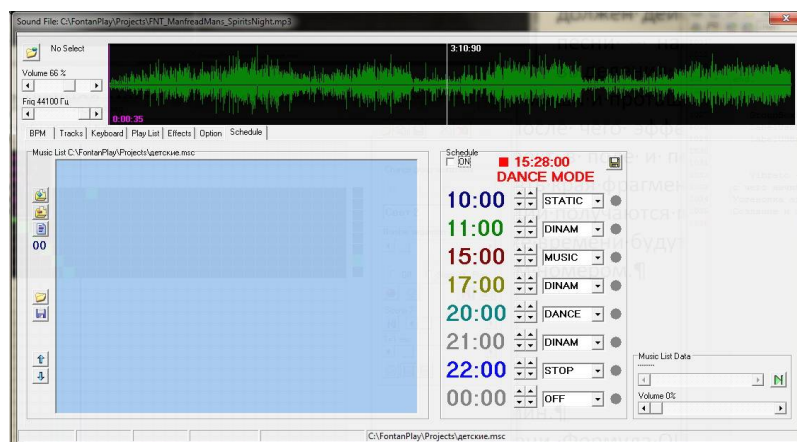 Sound File: C:\FontanPlay\Projects\FNT_ManfreadMans_SpiritsNight.mp3
No Select
3:10:90
Volume 66 %
Friq 44100 Гц
0:00:35
BPM Tracks Keyboard Play List Effects Option Schedule
Music List C:\FontanPlay\Projects\детские.msc
00
Schedule
ON
15:28:00
DANCE MODE
10:00 STATIC
11:00 DINAM
15:00 MUSIC
17:00 DINAM
20:00 DANCE
21:00 DINAM
22:00 STOP
00:00 OFF
Music List Data
--------
N
Volume 0%
C:\FontanPlay\Projects\детские.msc